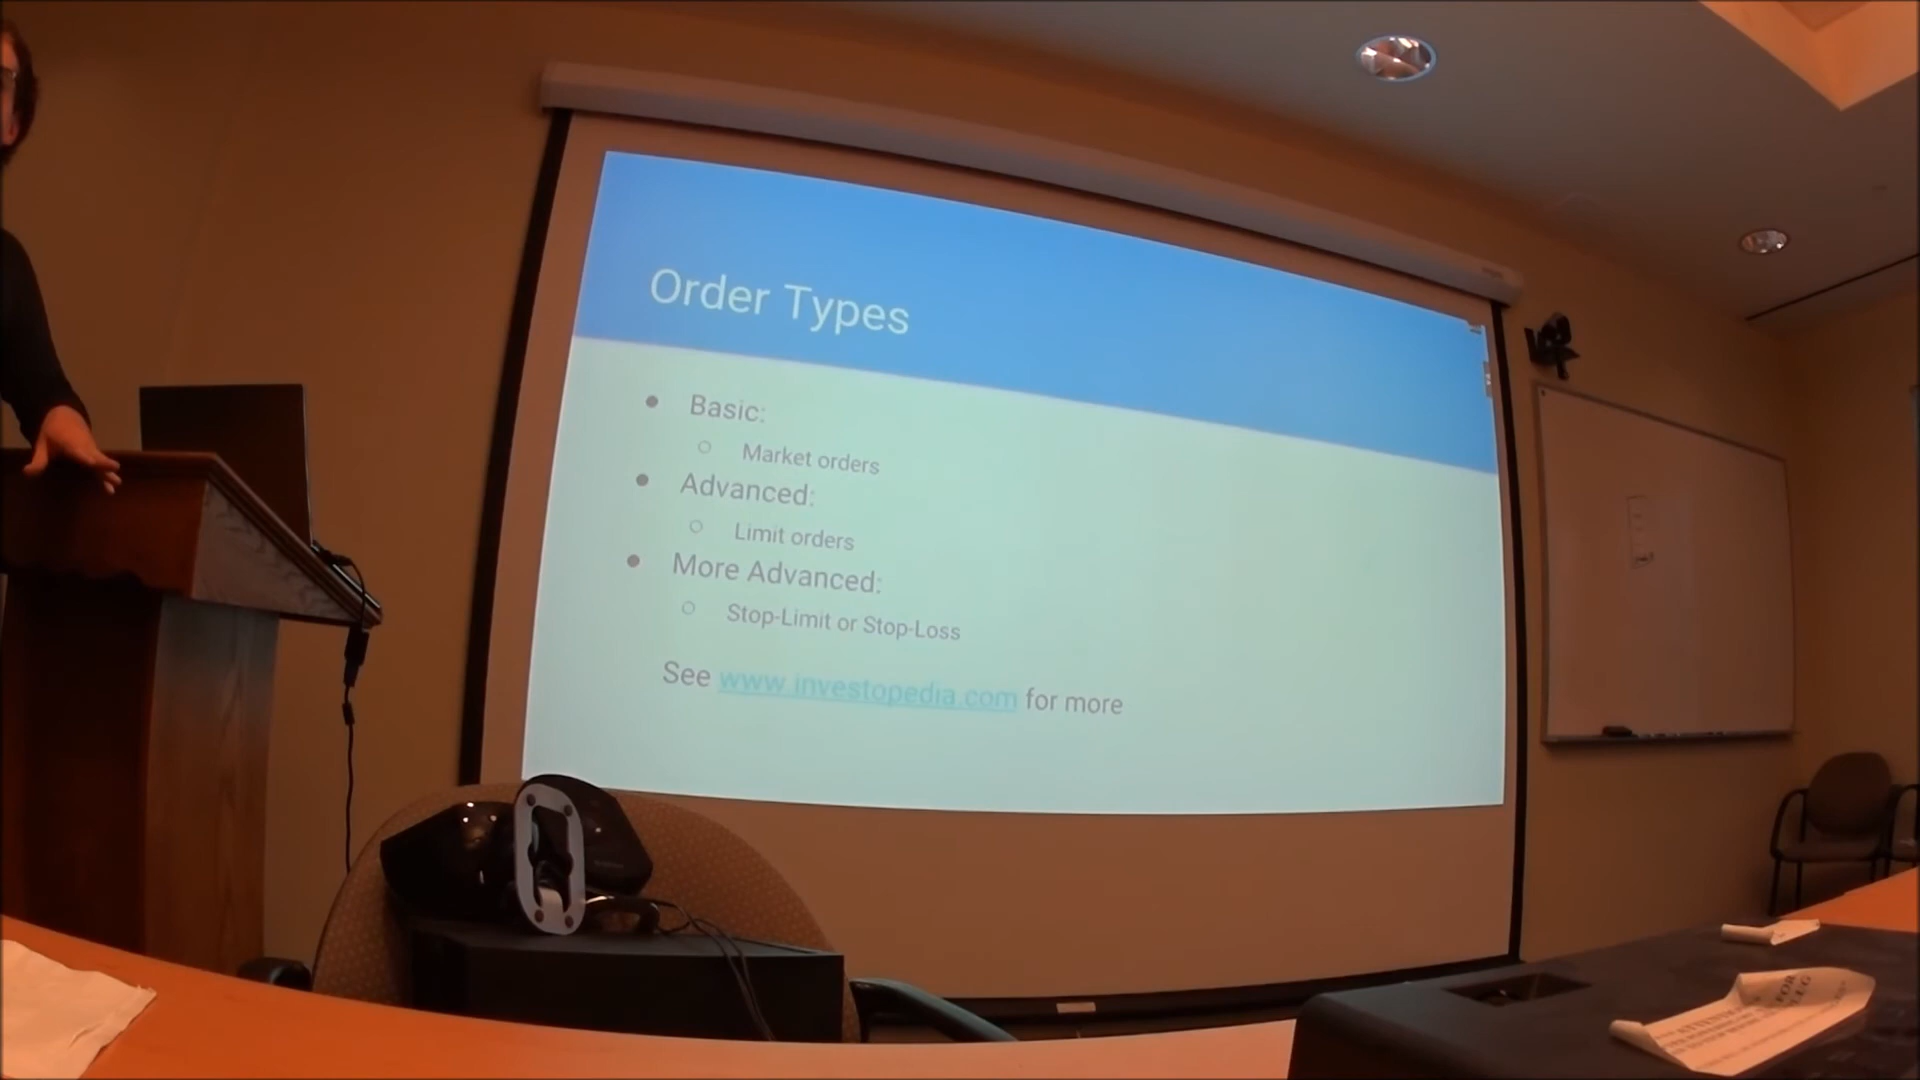 Order Types
Basic:
Market orders
Advanced:
Limit orders
More Advanced:
Stop-Limit or Stop-Loss
See www.investopedia.com for more